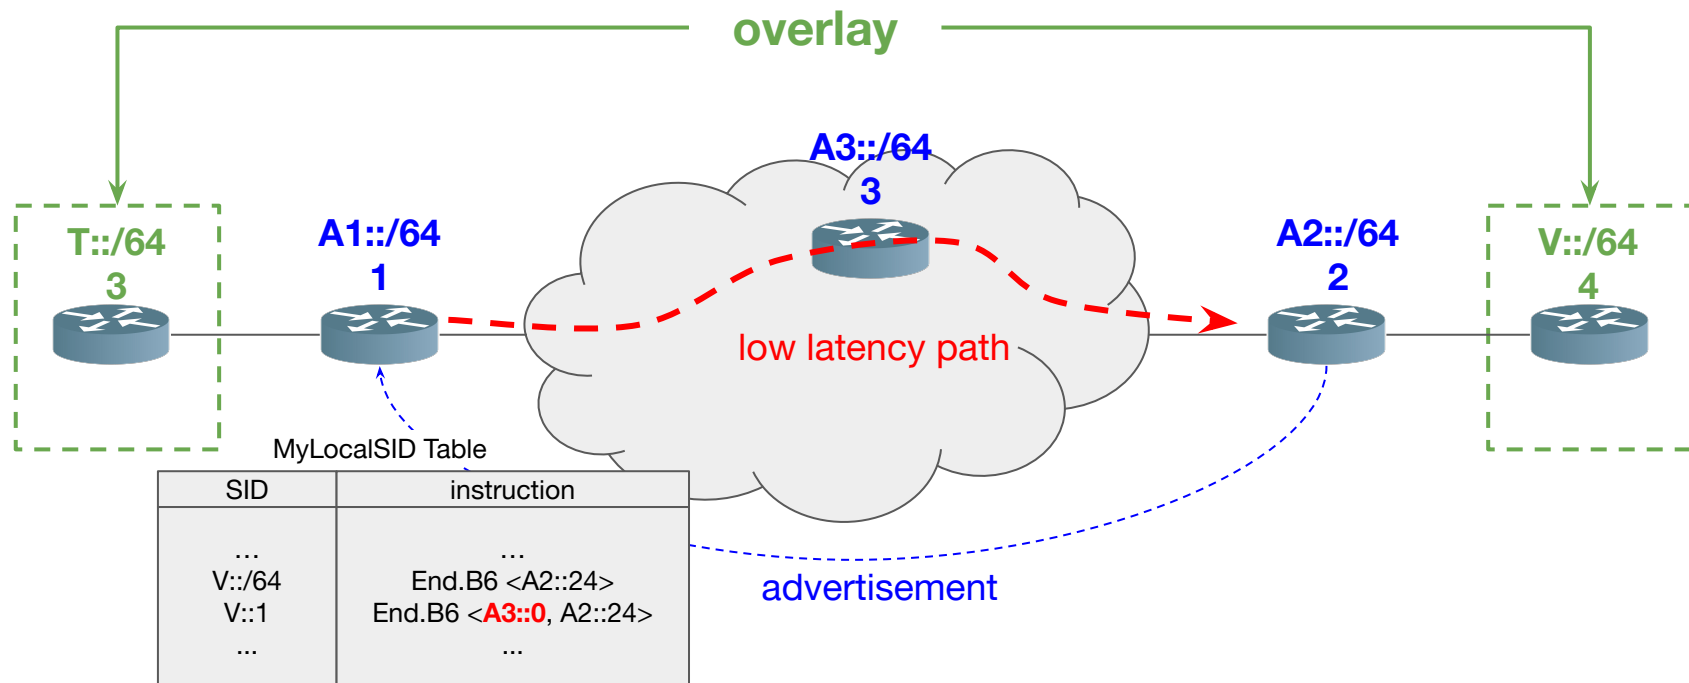 overlay
A3::/64
3
T::/64
3
A1::/64
1
A2::/64
2
V::/64
4
low latency path
MyLocalSID Table
SID instruction
... ...
V::/64 End.B6 <A2::24>
V::1 End.B6 <A3::0, A2::24>
... ...
advertisement